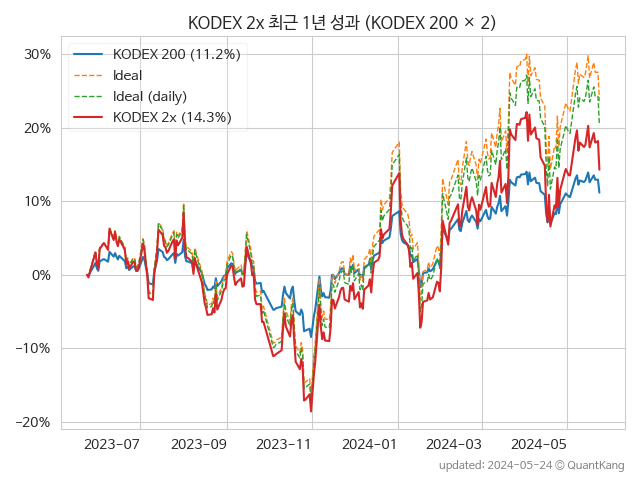 KODEX 2x 최근 1년 성과 (KODEX 200 × 2)
KODEX 200 (11.2%)
Ideal
Ideal (daily)
KODEX 2x (14.3%)
30%
20%
10%
0%
−10%
−20%
2023−07
2023−09
2023−11
2024−01
2024−03
2024−05
updated: 2024-05-24 © QuantKang